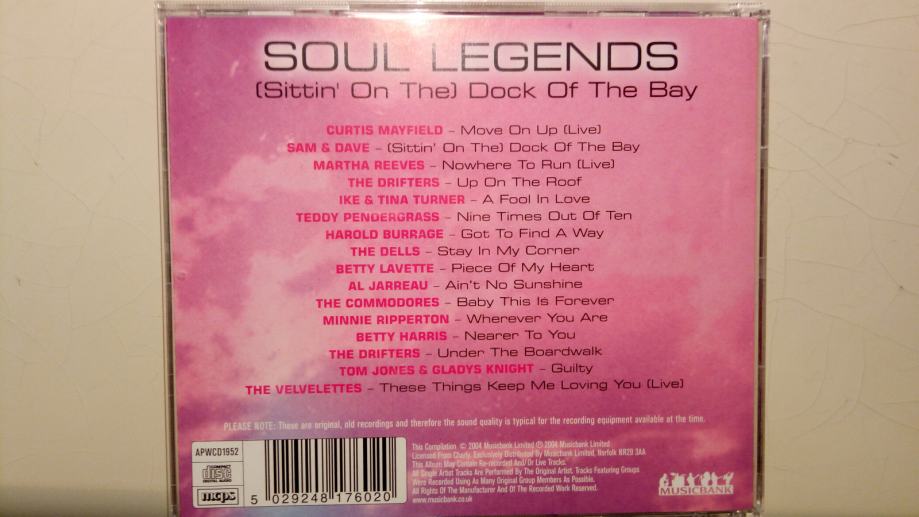 SOUL LEGENDS
(Sittin' On The) Dock Of The Bay
CURTIS MAYFIELD – Move On Up (Live)
SAM & DAVE – (Sittin' On The) Dock Of The Bay
MARTHA REEVES – Nowhere To Run (Live)
THE DRIFTERS – Up On The Roof
IKE & TINA TURNER – A Fool In Love
TEDDY PENDERGRASS – Nine Times Out Of Ten
HAROLD BURRAGE – Got To Find A Way
THE DELLS – Stay In My Corner
BETTY LAVETTE – Piece Of My Heart
AL JARREAU – Ain't No Sunshine
THE COMMODORES – Baby This Is Forever
MINNIE RIPPERTON – Wherever You Are
BETTY HARRIS – Nearer To You
THE DRIFTERS – Under The Boardwalk
TOM JONES & GLADYS KNIGHT – Guilty
THE VELVELETTES – These Things Keep Me Loving You (Live)
PLEASE NOTE: These are original, old recordings and therefore the sound quality is typical for the recording equipment available at the time.
APWCD1952
COMPACT
disc
DIGITAL AUDIO
mcps
5 029248 176020
This Compilation © 2004 Musicbank Limited ℗ 2004 Musicbank Limited
Licensed From Charly. Exclusively Distributed By Musicbank Limited, Norfolk NR29 3AA
This Album May Contain Re-recorded And/Or Live Tracks.
All Single Artist Tracks Are Performed By The Original Artist. Tracks Featuring Groups
Were Recorded Using As Many Original Group Members As Possible.
All Rights Of The Manufacturer And Of The Recorded Work Reserved.
www.musicbank.co.uk
MUSICBANK